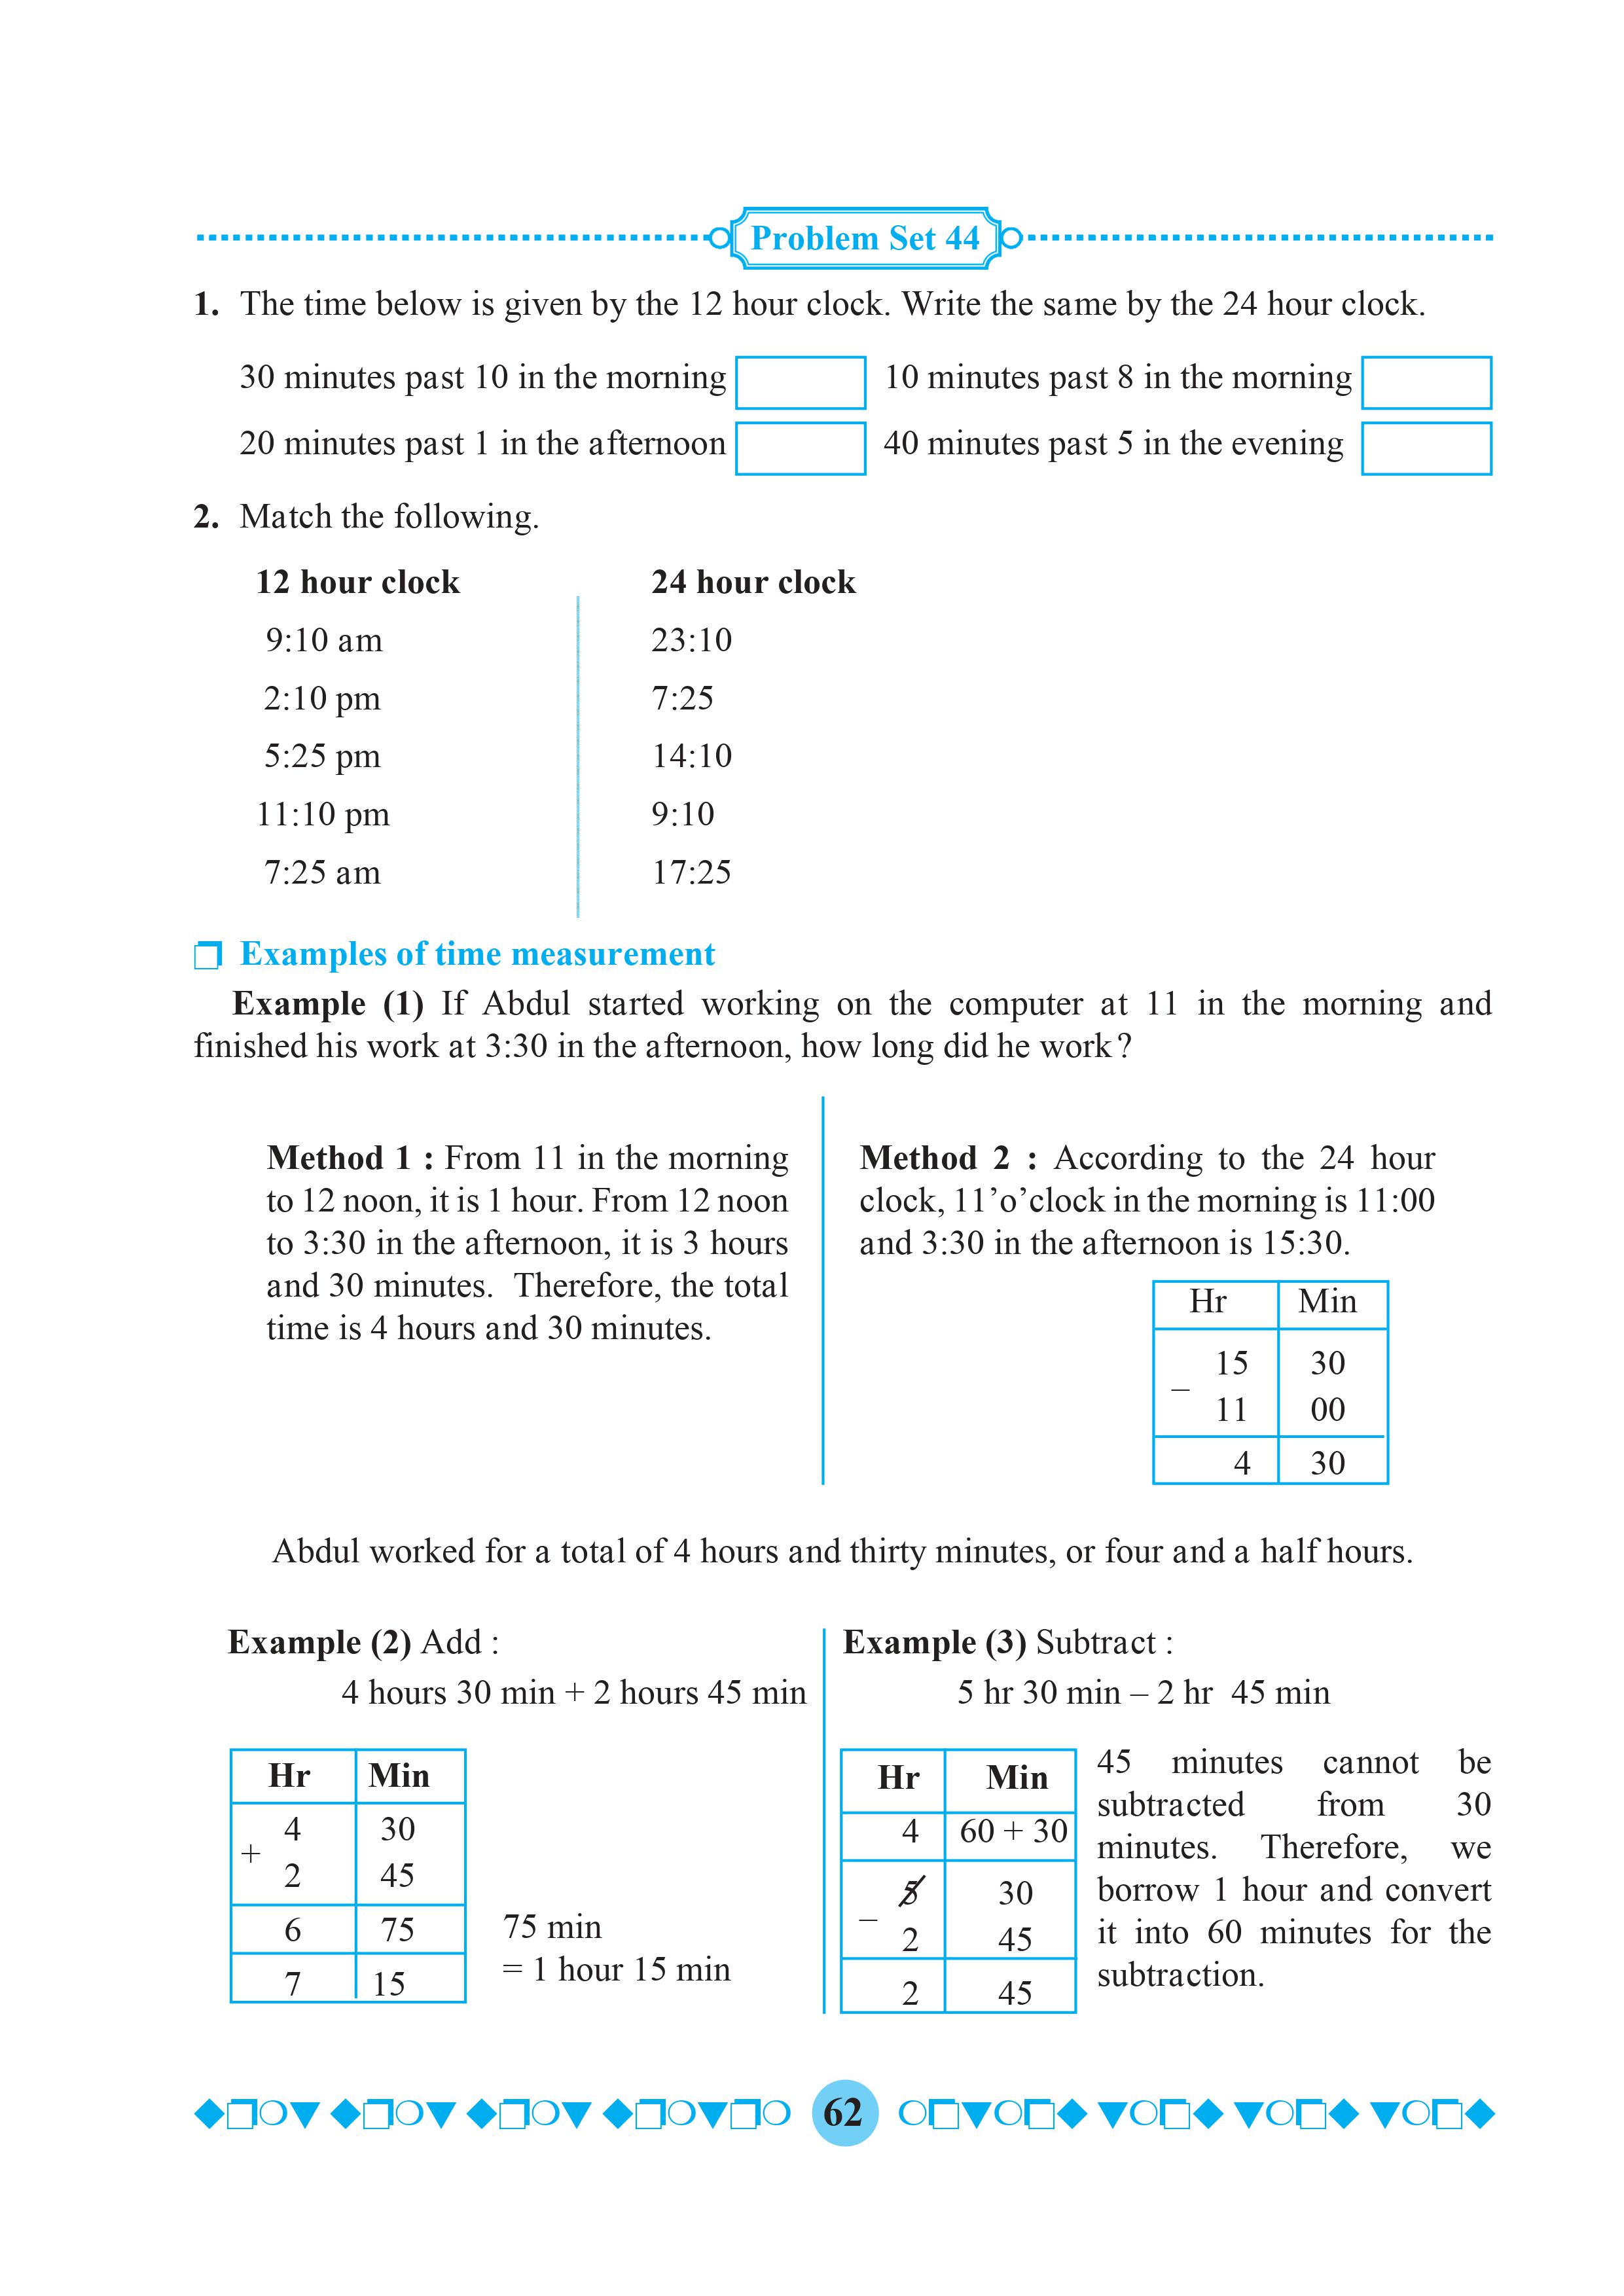 Problem Set 44
1. The time below is given by the 12 hour clock. Write the same by the 24 hour clock.
30 minutes past 10 in the morning 10 minutes past 8 in the morning
20 minutes past 1 in the afternoon 40 minutes past 5 in the evening
2. Match the following.
12 hour clock 24 hour clock
9:10 am 23:10
2:10 pm 7:25
5:25 pm 14:10
11:10 pm 9:10
7:25 am 17:25
Examples of time measurement
Example (1) If Abdul started working on the computer at 11 in the morning and
finished his work at 3:30 in the afternoon, how long did he work?
Method 1 : From 11 in the morning
to 12 noon, it is 1 hour. From 12 noon
to 3:30 in the afternoon, it is 3 hours
and 30 minutes. Therefore, the total
time is 4 hours and 30 minutes.
Method 2 : According to the 24 hour
clock, 11’o’clock in the morning is 11:00
and 3:30 in the afternoon is 15:30.
Hr Min
15 30
–
11 00
4 30
Abdul worked for a total of 4 hours and thirty minutes, or four and a half hours.
Example (2) Add :
4 hours 30 min + 2 hours 45 min
Hr Min
4 30
+
2 45
6 75
7 15
75 min
= 1 hour 15 min
Example (3) Subtract :
5 hr 30 min – 2 hr 45 min
Hr Min
4 60 + 30
5 30
–
2 45
2 45
45 minutes cannot be
subtracted from 30
minutes. Therefore, we
borrow 1 hour and convert
it into 60 minutes for the
subtraction.
62